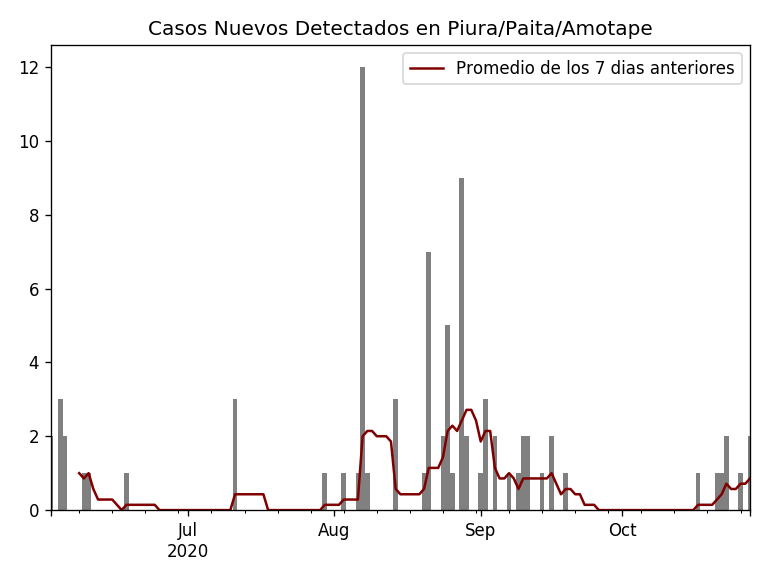 Casos Nuevos Detectados en Piura/Paita/Amotape
Promedio de los 7 dias anteriores
12
10
8
6
4
2
0
Jul
2020
Aug
Sep
Oct